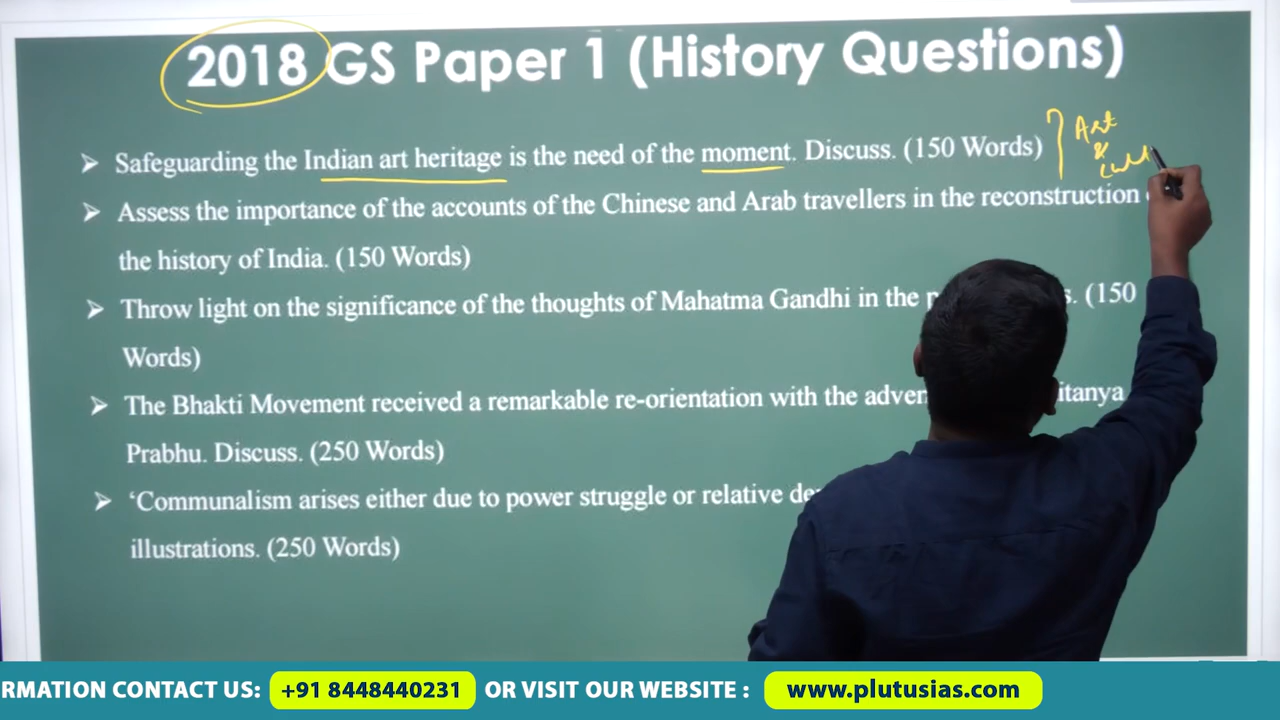 2018 GS Paper 1 (History Questions)
➢ Safeguarding the Indian art heritage is the need of the moment. Discuss. (150 Words)
Art
&
➢ Assess the importance of the accounts of the Chinese and Arab travellers in the reconstruction
the history of India. (150 Words)
➢ Throw light on the significance of the thoughts of Mahatma Gandhi in the (150
Words)
➢ The Bhakti Movement received a remarkable re-orientation with the
Prabhu. Discuss. (250 Words)
➢ ‘Communalism arises either due to power struggle or relative
illustrations. (250 Words)
RMATION CONTACT US: +91 8448440231 OR VISIT OUR WEBSITE : www.plutusias.com